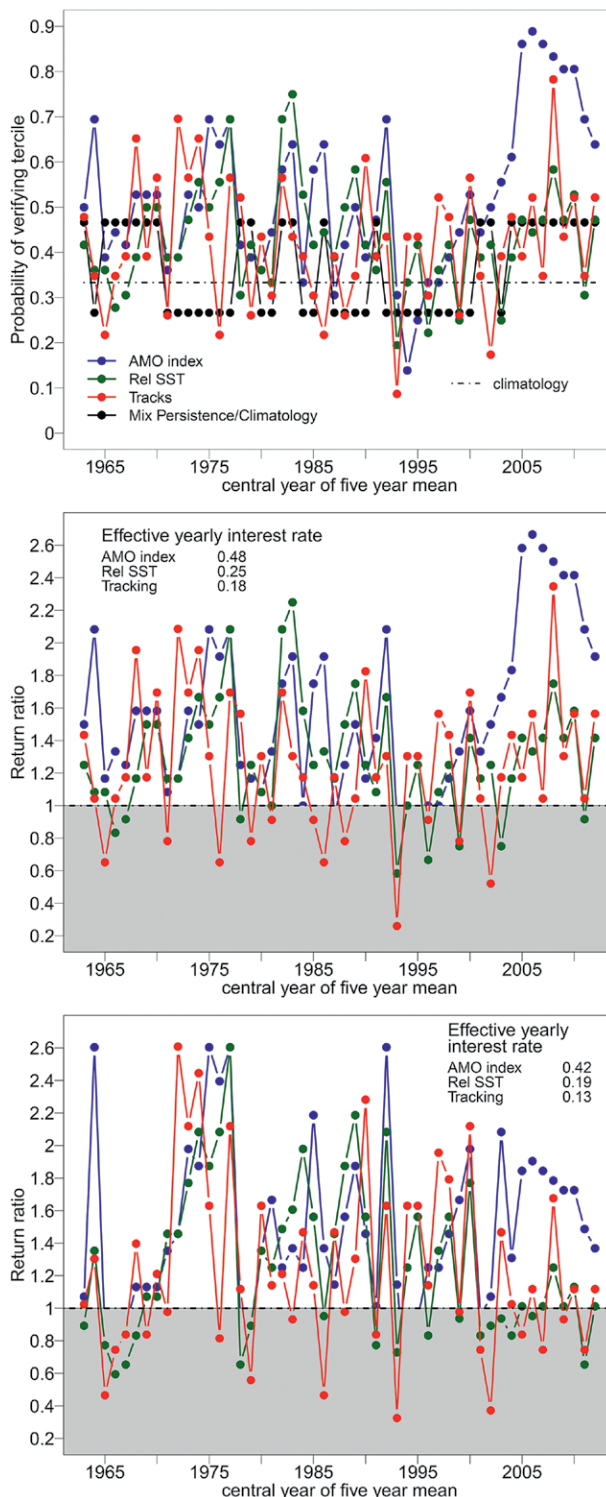 Probability of verifying tercile
0.9
0.8
0.7
0.6
0.5
0.4
0.3
0.2
0.1
0
AMO index
Rel SST
Tracks
Mix Persistence/Climatology
climatology
1965 1975 1985 1995 2005
central year of five year mean
Return ratio
2.6
2.4
2.2
2
1.8
1.6
1.4
1.2
1
0.8
0.6
0.4
0.2
Effective yearly interest rate
AMO index 0.48
Rel SST 0.25
Tracking 0.18
1965 1975 1985 1995 2005
central year of five year mean
Return ratio
2.6
2.4
2.2
2
1.8
1.6
1.4
1.2
1
0.8
0.6
0.4
0.2
Effective yearly
interest rate
AMO index 0.42
Rel SST 0.19
Tracking 0.13
1965 1975 1985 1995 2005
central year of five year mean